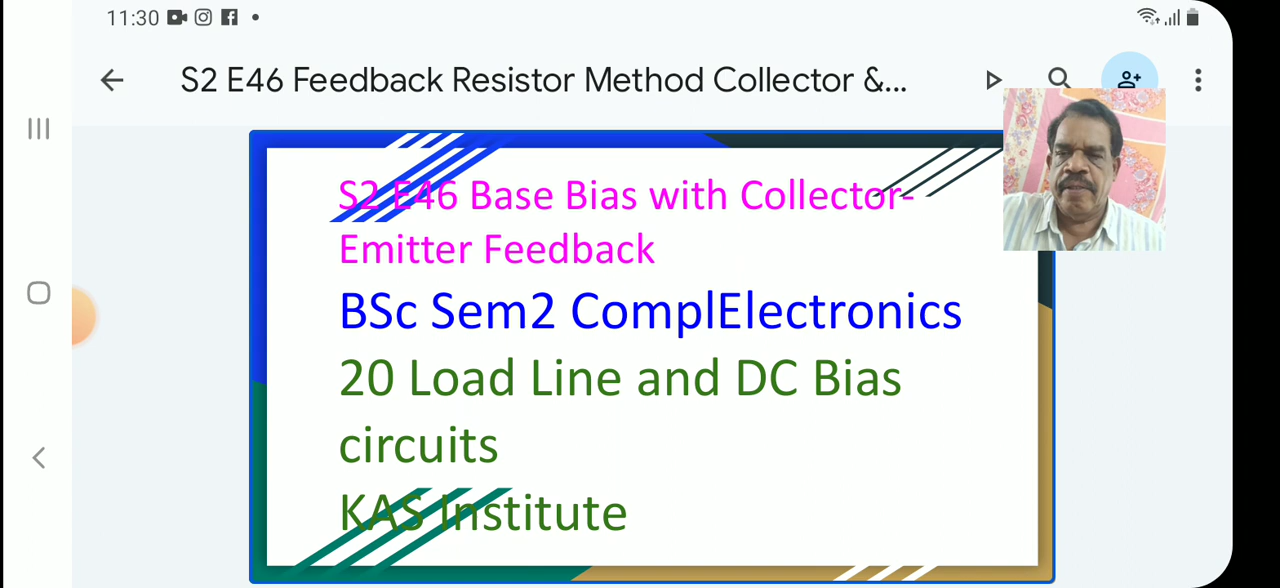 11:30
S2 E46 Feedback Resistor Method Collector &...
S2 E46 Base Bias with Collector-
Emitter Feedback
BSc Sem2 ComplElectronics
20 Load Line and DC Bias
circuits
KAS Institute